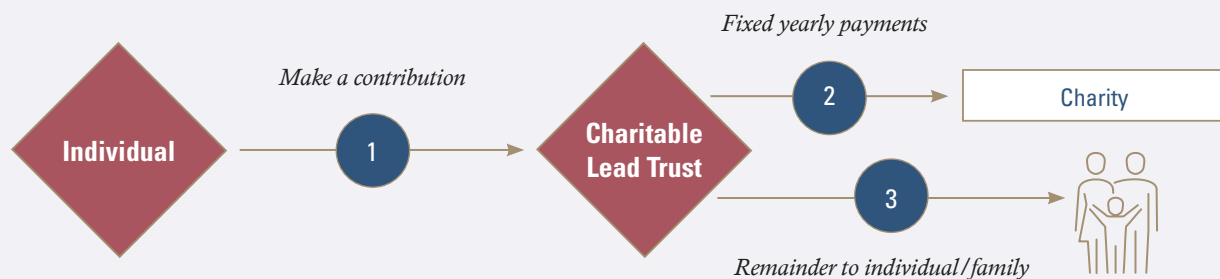 Fixed yearly payments
Make a contribution
2
Charity
Individual
1
Charitable
Lead Trust
3
Remainder to individual/family